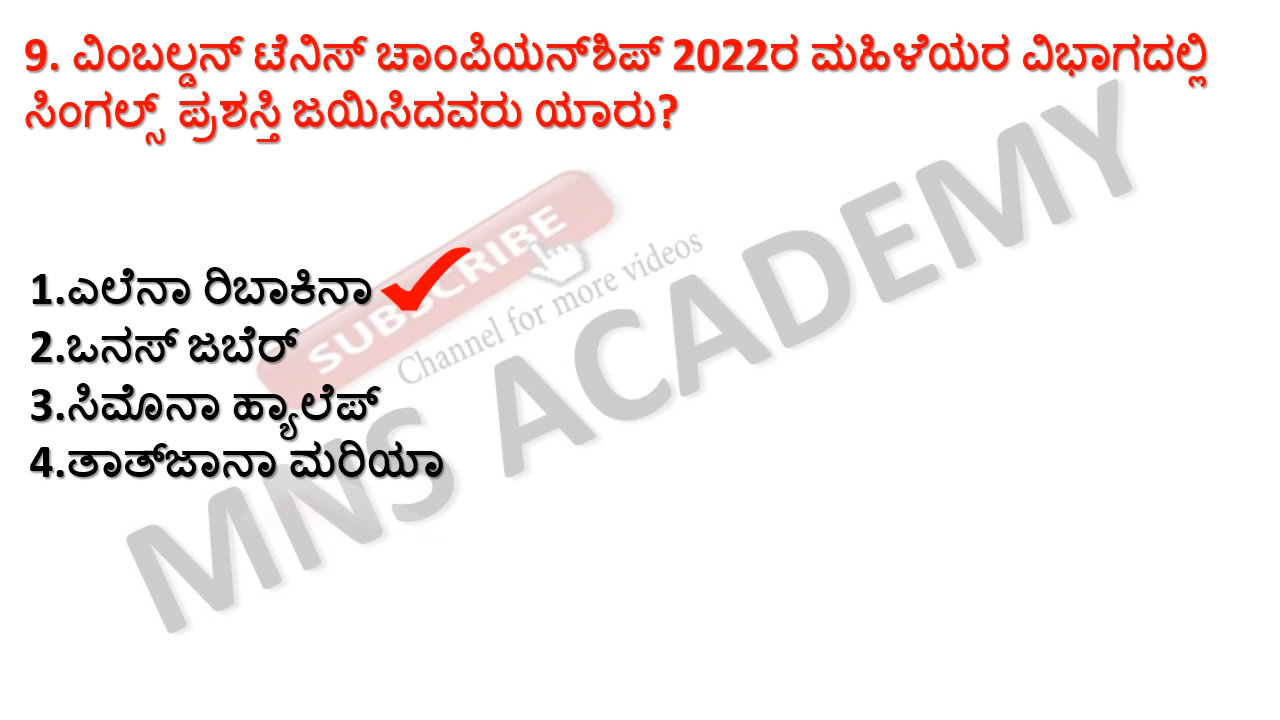 9. ವಿಂಬಲ್ಡನ್ ಟೆನಿಸ್ ಚಾಂಪಿಯನ್‌ಶಿಪ್ 2022ರ ಮಹಿಳೆಯರ ವಿಭಾಗದಲ್ಲಿ
ಸಿಂಗಲ್ಸ್ ಪ್ರಶಸ್ತಿ ಜಯಿಸಿದವರು ಯಾರು?
SUBSCRIBE
Channel for more videos
MNS ACADEMY
1.ಎಲೆನಾ ರಿಬಾಕಿನಾ
2.ಒನಸ್ ಜಬೆರ್
3.ಸಿಮೊನಾ ಹ್ಯಾಲೆಪ್
4.ತಾತ್‌ಜಾನಾ ಮರಿಯಾ